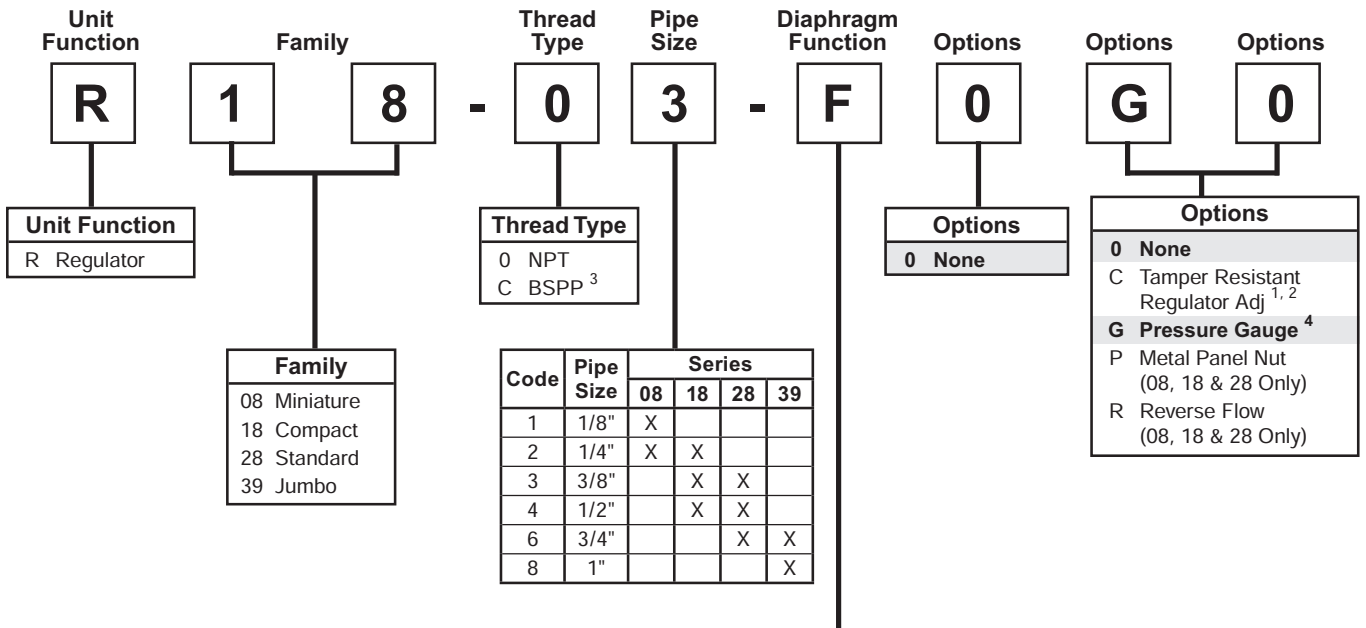 Unit Function
Family
Thread Type
Pipe Size
Diaphragm Function
Options
Options
Options
R 1 8 - 0 3 - F 0 G 0
Unit Function
R Regulator
Family
08 Miniature
18 Compact
28 Standard
39 Jumbo
Thread Type
0 NPT
C BSPP 3
Code Pipe Size Series
08 18 28 39
1 1/8" X
2 1/4" X X
3 3/8" X X
4 1/2" X X
6 3/4" X X
8 1" X
Options
0 None
Options
0 None
C Tamper Resistant
Regulator Adj 1, 2
G Pressure Gauge 4
P Metal Panel Nut
(08, 18 & 28 Only)
R Reverse Flow
(08, 18 & 28 Only)